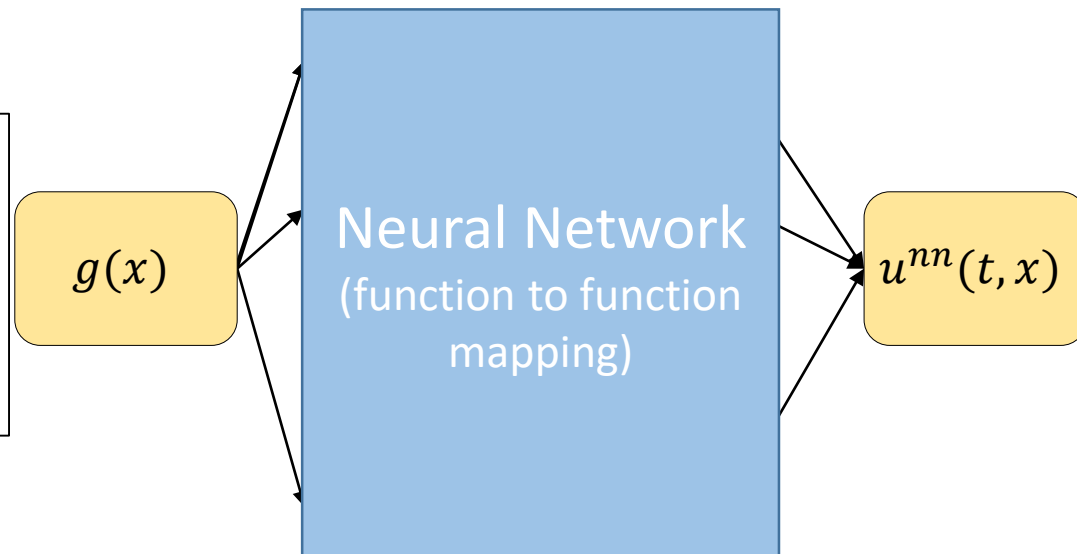 g(x)
Neural Network
(function to function
mapping)
u^{nn}(t, x)